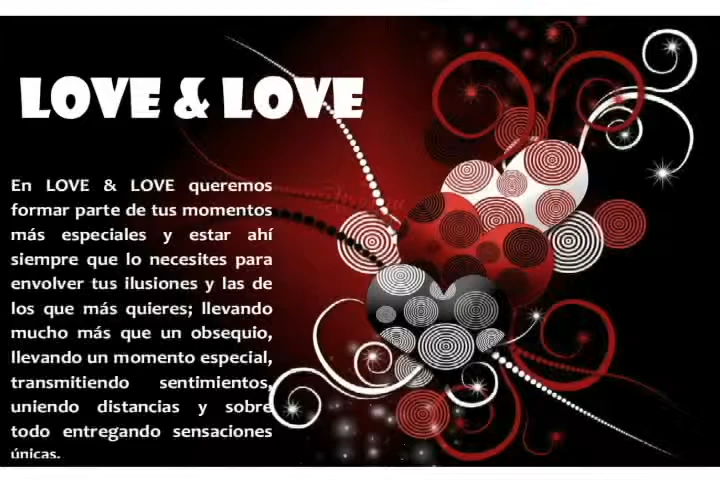 LOVE & LOVE
En LOVE & LOVE queremos
formar parte de tus momentos
más especiales y estar ahí
siempre que lo necesites para
envolver tus ilusiones y las de
los que más quieres; llevando
mucho más que un obsequio,
llevando un momento especial,
transmitiendo sentimientos,
uniendo distancias y sobre
todo entregando sensaciones
únicas.